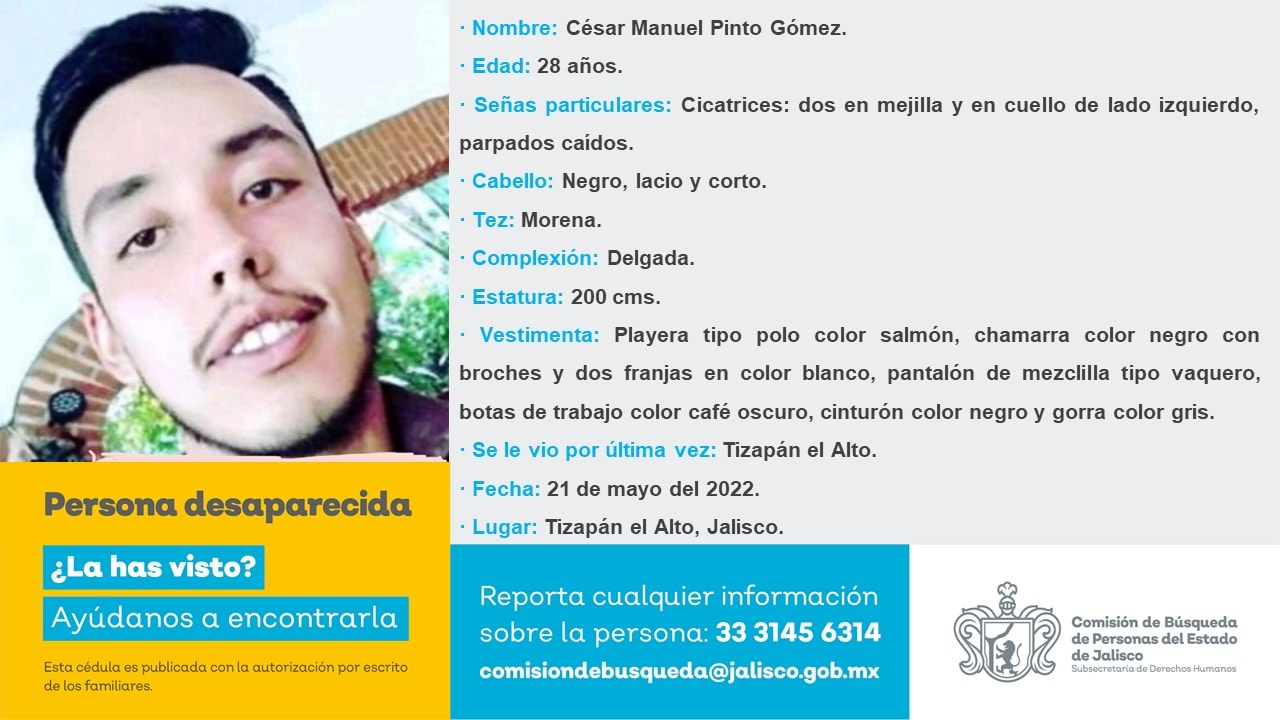 · Nombre: César Manuel Pinto Gómez.
· Edad: 28 años.
· Señas particulares: Cicatrices: dos en mejilla y en cuello de lado izquierdo,
parpados caídos.
· Cabello: Negro, lacio y corto.
· Tez: Morena.
· Complexión: Delgada.
· Estatura: 200 cms.
· Vestimenta: Playera tipo polo color salmón, chamarra color negro con
broches y dos franjas en color blanco, pantalón de mezclilla tipo vaquero,
botas de trabajo color café oscuro, cinturón color negro y gorra color gris.
· Se le vio por última vez: Tizapán el Alto.
· Fecha: 21 de mayo del 2022.
· Lugar: Tizapán el Alto, Jalisco.
Persona desaparecida
¿La has visto?
Ayúdanos a encontrarla
Esta cédula es publicada con la autorización por escrito
de los familiares.
Reporta cualquier información
sobre la persona: 33 3145 6314
comisiondebusqueda@jalisco.gob.mx
Comisión de Búsqueda
de Personas del Estado
de Jalisco
Subsecretaría de Derechos Humanos